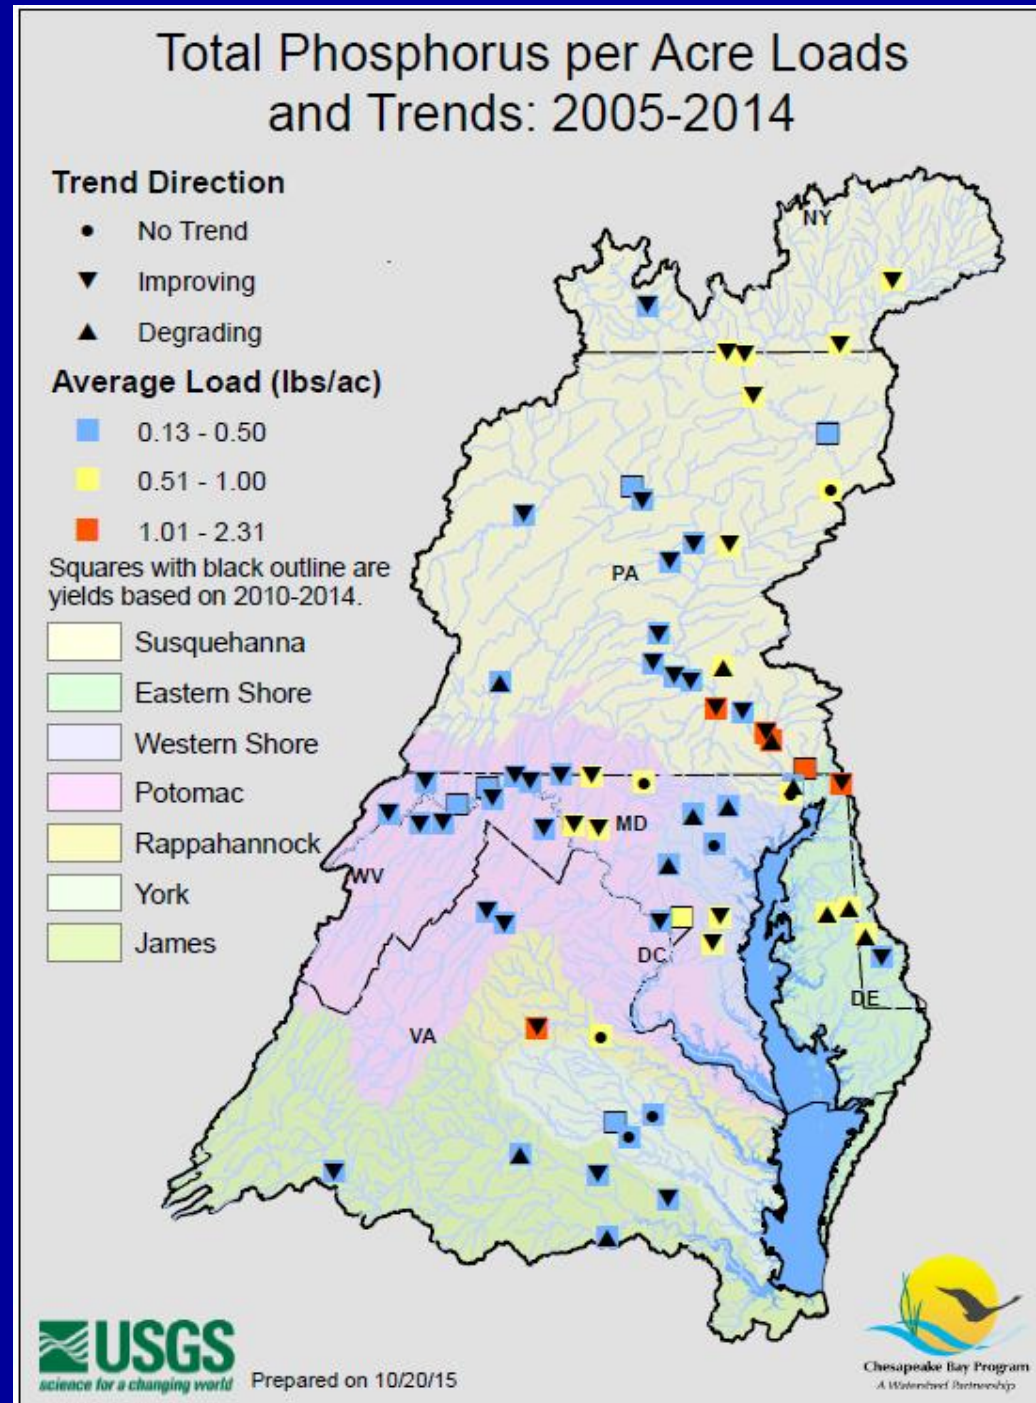 Total Phosphorus per Acre Loads
and Trends: 2005-2014
Trend Direction
No Trend
Improving
Degrading
Average Load (lbs/ac)
0.13 - 0.50
0.51 - 1.00
1.01 - 2.31
Squares with black outline are
yields based on 2010-2014.
Susquehanna
Eastern Shore
Western Shore
Potomac
Rappahannock
York
James
NY
PA
MD
WV
DC
DE
VA
USGS
science for a changing world
Prepared on 10/20/15
Chesapeake Bay Program
A Watershed Partnership